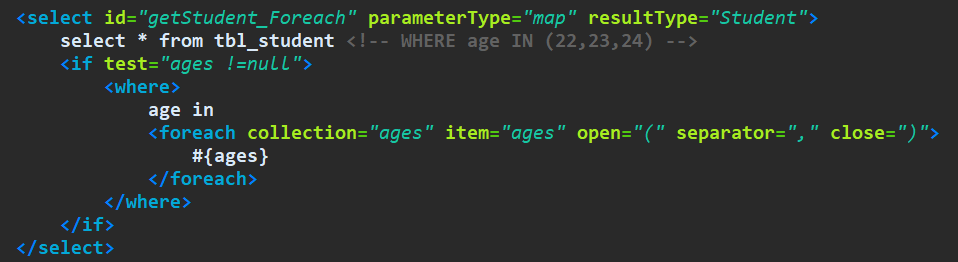 <select id="getStudent_Foreach" parameterType="map" resultType="Student">
    select * from tbl_student <!-- WHERE age IN (22,23,24) -->
    <if test="ages !=null">
        <where>
            age in
            <foreach collection="ages" item="ages" open="(" separator="," close=")">
                #{ages}
            </foreach>
        </where>
    </if>
</select>